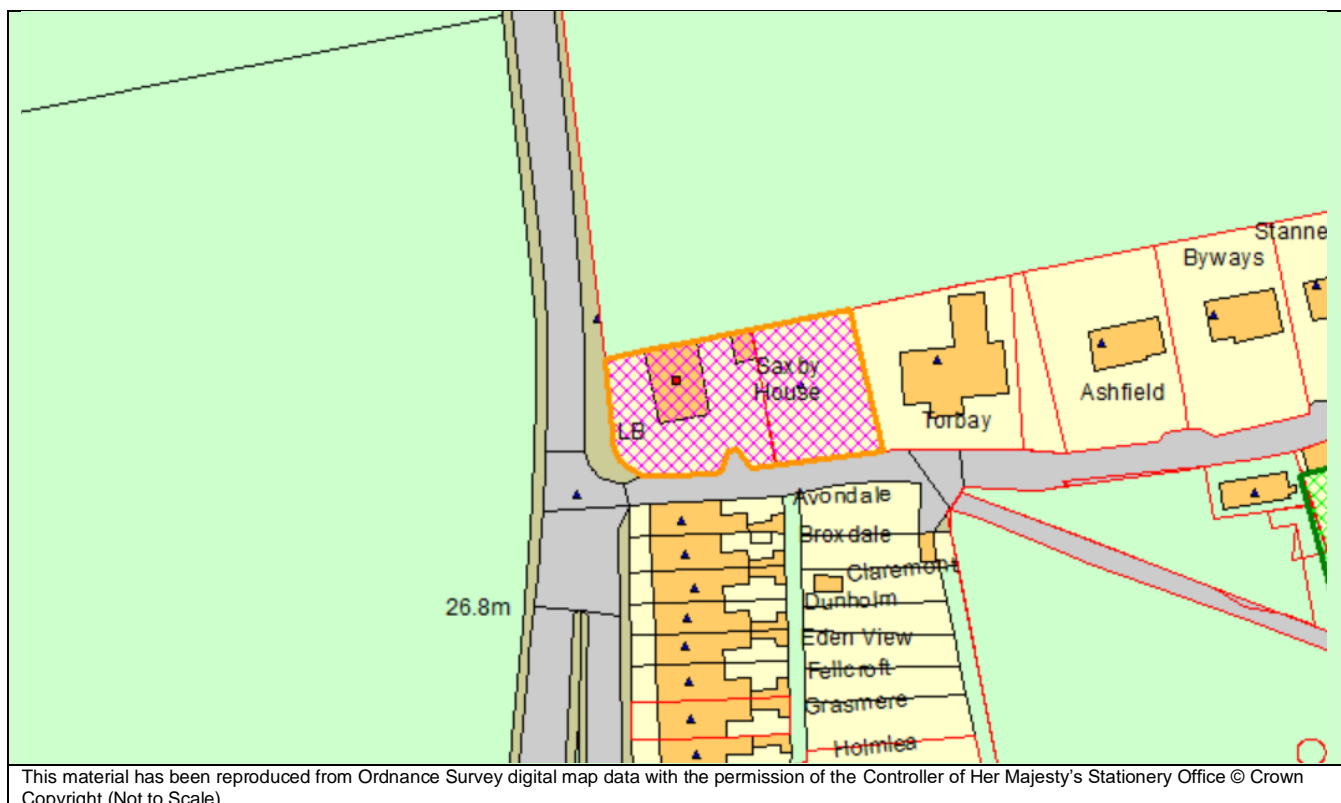 Stanne
Byways
Saxby
House
Ashfield
Torbay
LB
Avondale
Broxdale
Claremont
Dunholm
26.8m
Eden View
Fellcroft
Grasmere
Holmlea
This material has been reproduced from Ordnance Survey digital map data with the permission of the Controller of Her Majesty's Stationery Office © Crown
Copyright (Not to Scale)